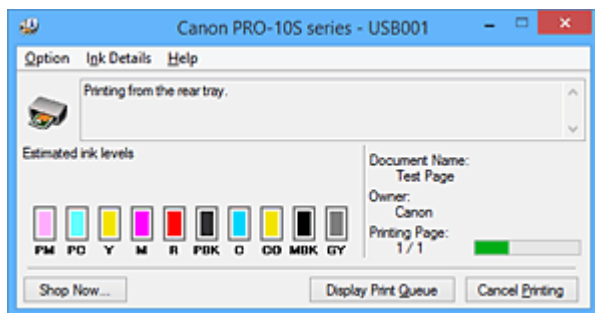 Canon PRO-10S series - USB001
Option Ink Details Help
Printing from the rear tray.
Estimated ink levels
PM PC Y M R PBK C CO MBK GY
Document Name:
Test Page
Owner:
Canon
Printing Page:
1 / 1
Shop Now...
Display Print Queue
Cancel Printing